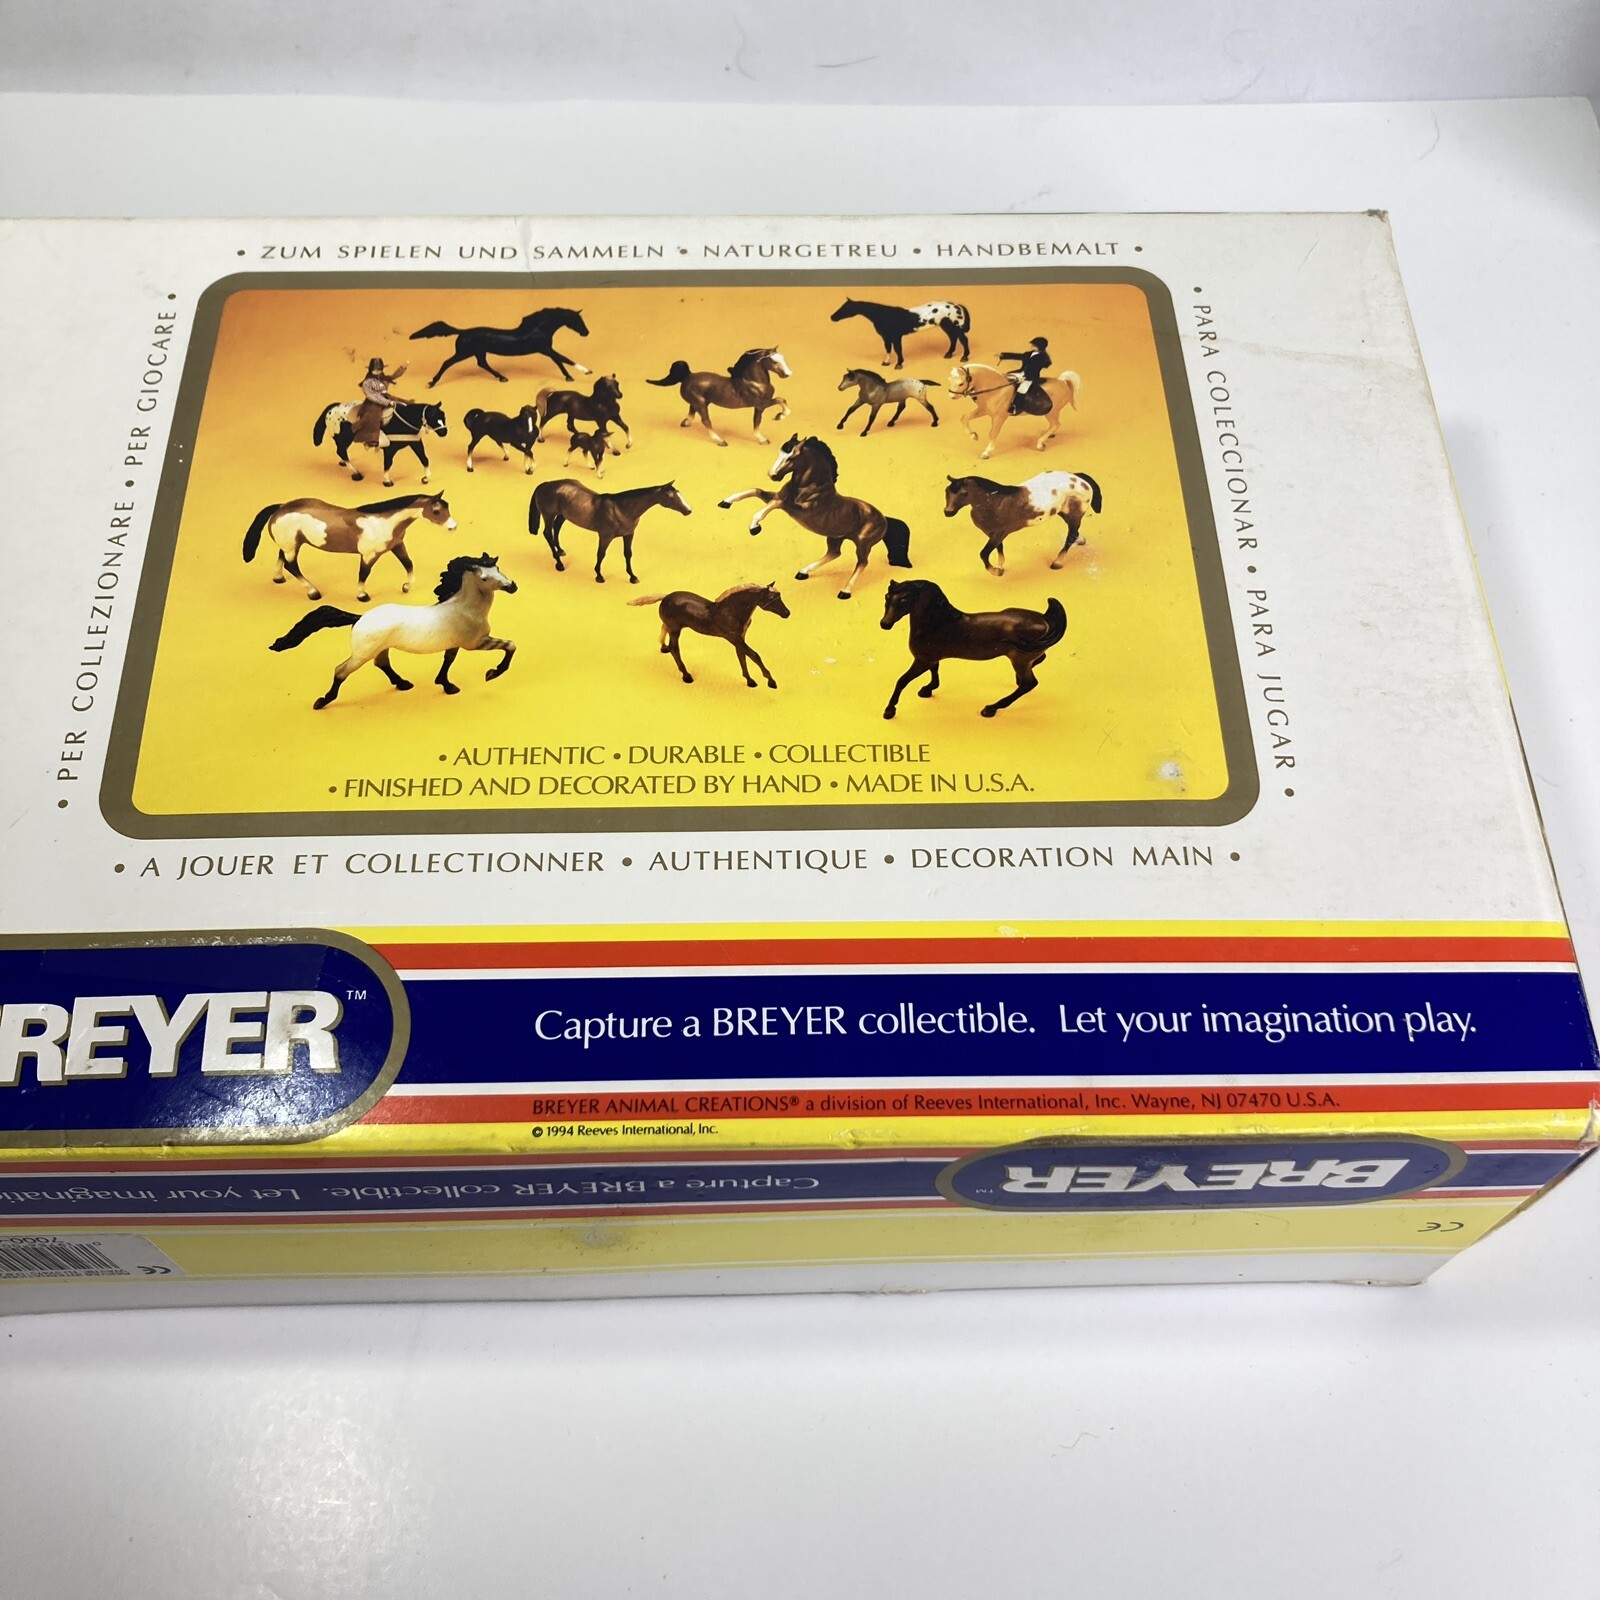 • ZUM SPIELEN UND SAMMELN • NATURGETREU • HANDBEMALT •
• PER COLLEZIONARE • PER GIOCARE •
• PARA COLECCIONAR • PARA JUGAR •
• AUTHENTIC • DURABLE • COLLECTIBLE
• FINISHED AND DECORATED BY HAND • MADE IN U.S.A.
• A JOUER ET COLLECTIONNER • AUTHENTIQUE • DECORATION MAIN •
REYER™
Capture a BREYER collectible. Let your imagination play.
BREYER ANIMAL CREATIONS® a division of Reeves International, Inc. Wayne, NJ 07470 U.S.A.
© 1994 Reeves International, Inc.
BREYER™
Capture a BREYER collectible. Let your imaginati
CE
CE